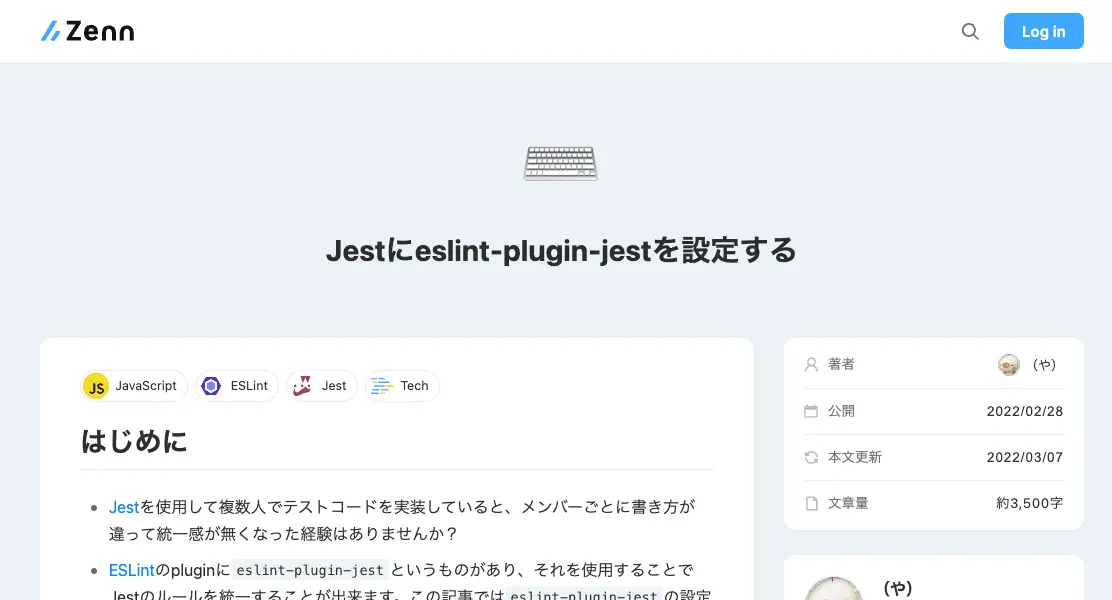 Zenn
Log in
Jestにeslint-plugin-jestを設定する
JavaScript ESLint Jest Tech
はじめに
Jestを使用して複数人でテストコードを実装していると、メンバーごとに書き方が
違って統一感が無くなった経験はありませんか？
ESLintのpluginに eslint-plugin-jest というものがあり、それを使用することで
Jestのルールを統一することが出来ます。この記事では eslint-plugin-jest の設定
著者 (や)
公開 2022/02/28
本文更新 2022/03/07
文章量 約3,500字
(や)